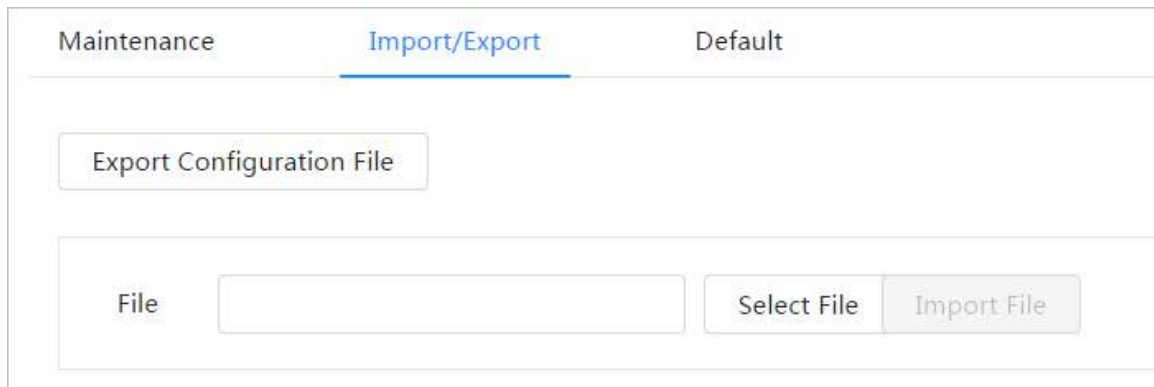 Maintenance Import/Export Default
Export Configuration File
File Select File Import File